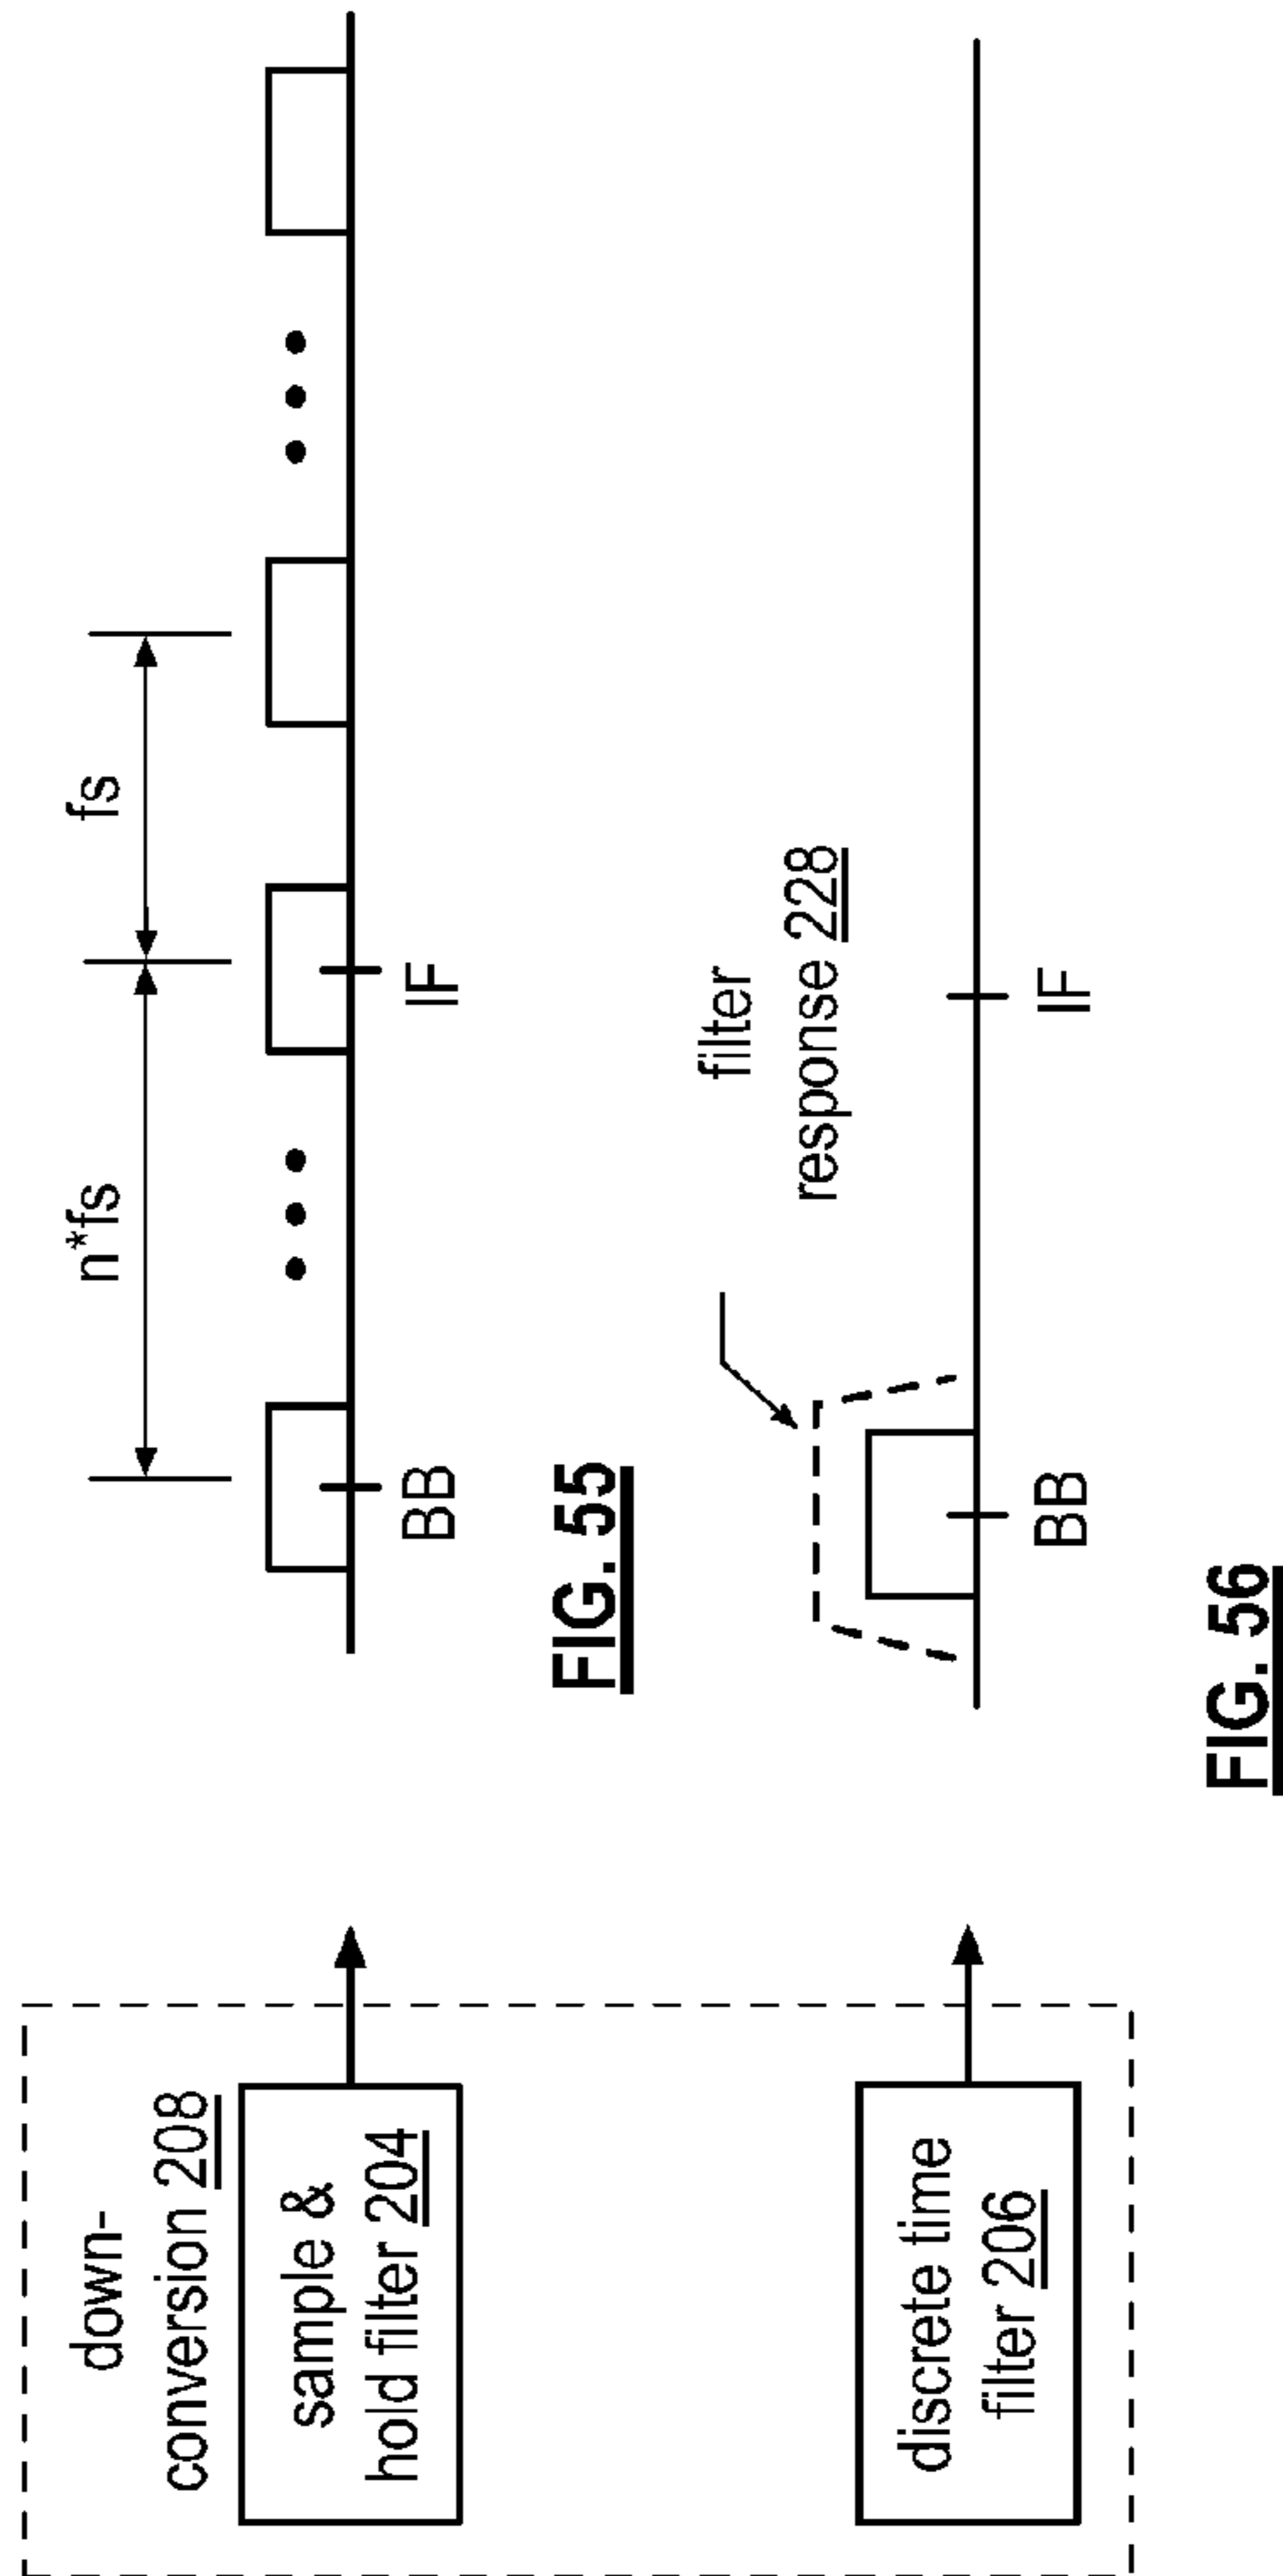 down-
conversion 208
sample &
hold filter 204
n*fs
fs
BB
IF
FIG. 55
discrete time
filter 206
filter
response 228
BB
IF
FIG. 56